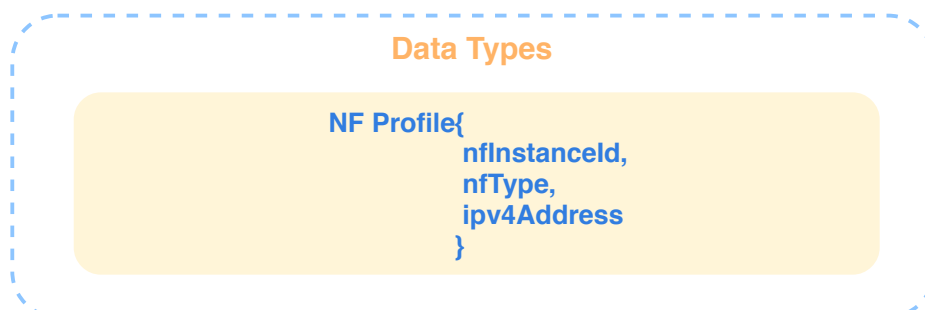 Data Types
NF Profile{
nfInstanceId,
nfType,
ipv4Address
}